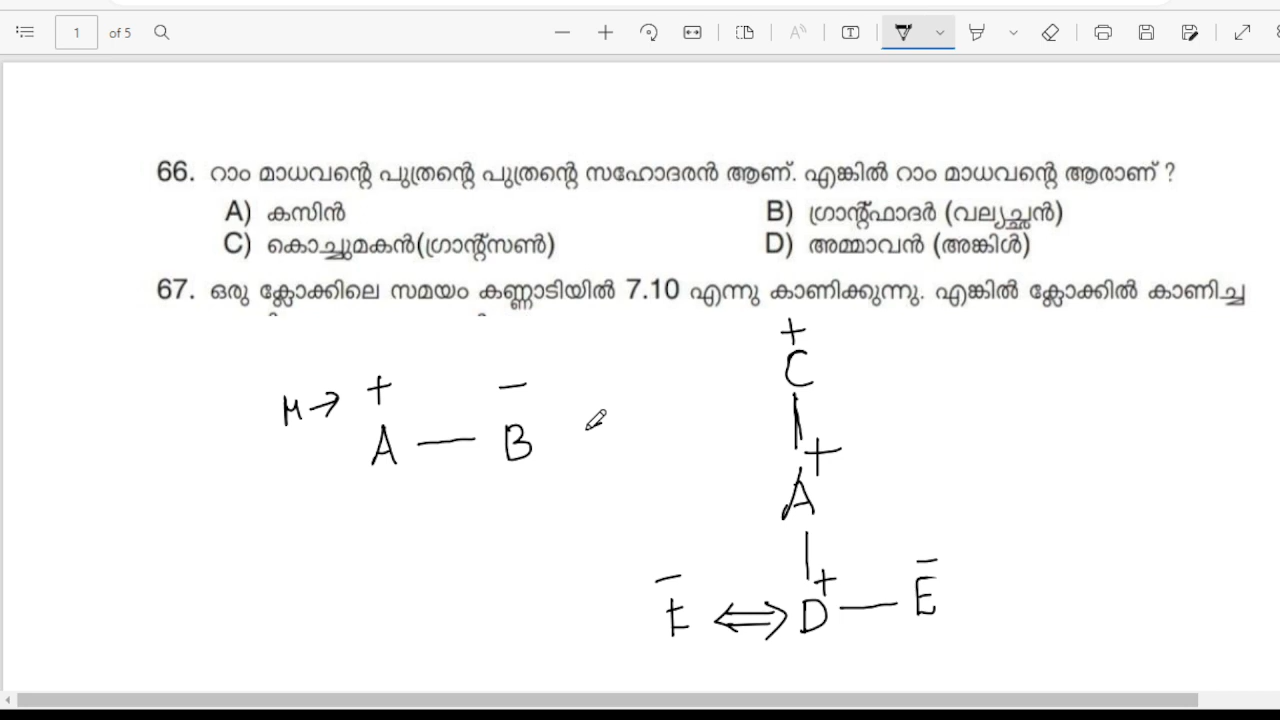 1 of 5
66. റാം മാധവന്റെ പുത്രന്റെ പുത്രന്റെ സഹോദരൻ ആണ്. എങ്കിൽ റാം മാധവന്റെ ആരാണ് ?
A) കസിൻ B) ഗ്രാന്റ്ഫാദർ (വല്യച്ഛൻ)
C) കൊച്ചുമകൻ(ഗ്രാന്റ്സൺ) D) അമ്മാവൻ (അങ്കിൾ)
67. ഒരു ക്ലോക്കിലെ സമയം കണ്ണാടിയിൽ 7.10 എന്നു കാണിക്കുന്നു. എങ്കിൽ ക്ലോക്കിൽ കാണിച്ച
+
C
M → + −
A — B
+
A
− + −
E ⇔ D — E